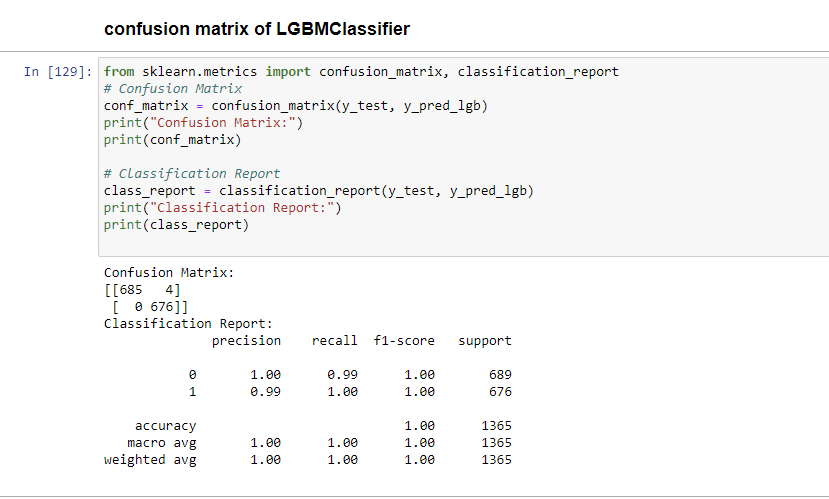 confusion matrix of LGBMClassifier
In [129]: from sklearn.metrics import confusion_matrix, classification_report
# Confusion Matrix
conf_matrix = confusion_matrix(y_test, y_pred_lgb)
print("Confusion Matrix:")
print(conf_matrix)
# Classification Report
class_report = classification_report(y_test, y_pred_lgb)
print("Classification Report:")
print(class_report)
Confusion Matrix:
[[685   4]
 [  0 676]]
Classification Report:
              precision    recall  f1-score   support
           0       1.00      0.99      1.00       689
           1       0.99      1.00      1.00       676
    accuracy                           1.00      1365
   macro avg       1.00      1.00      1.00      1365
weighted avg       1.00      1.00      1.00      1365